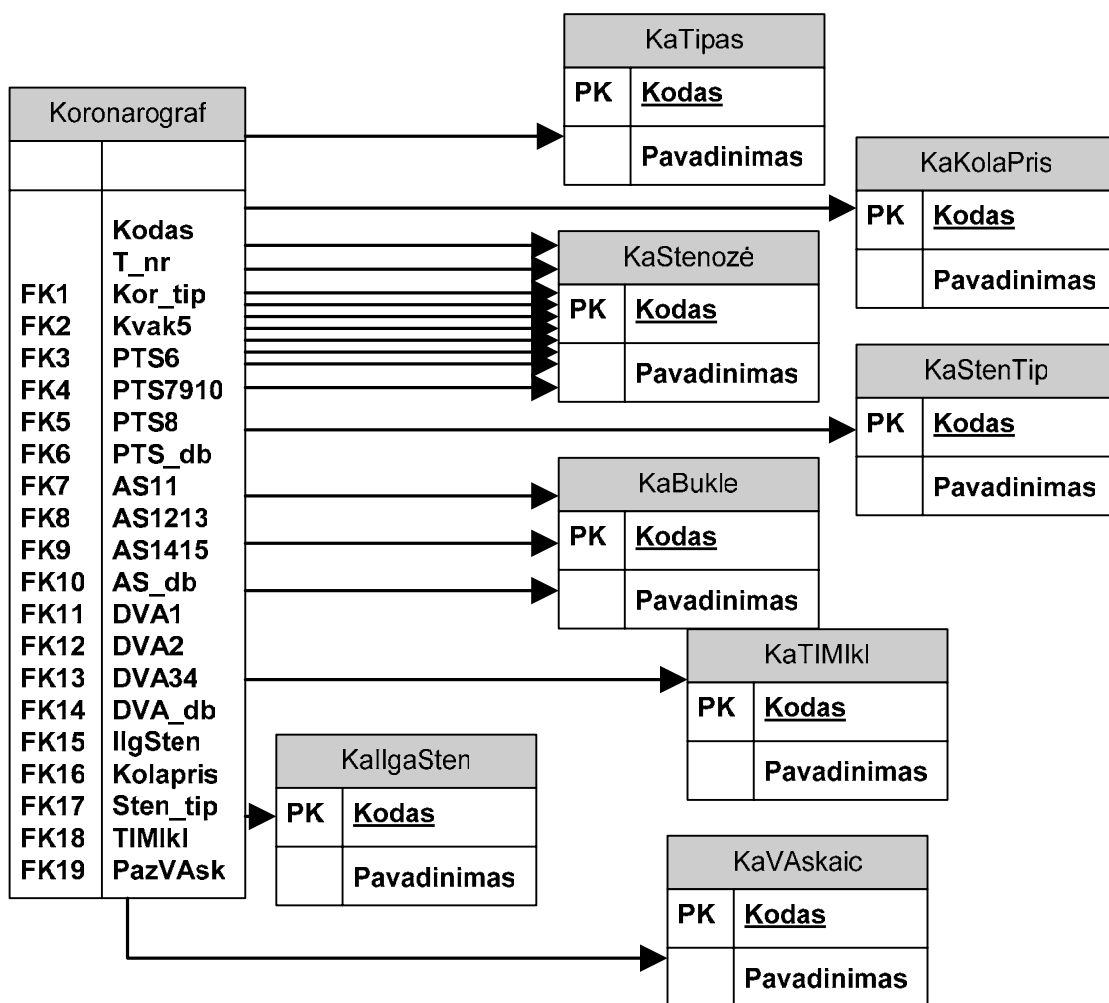 Koronarograf
Kodas
T_nr
FK1 Kor_tip
FK2 Kvak5
FK3 PTS6
FK4 PTS7910
FK5 PTS8
FK6 PTS_db
FK7 AS11
FK8 AS1213
FK9 AS1415
FK10 AS_db
FK11 DVA1
FK12 DVA2
FK13 DVA34
FK14 DVA_db
FK15 IlgSten
FK16 Kolapris
FK17 Sten_tip
FK18 TIMIkl
FK19 PazVAsk
KaTipas
PK Kodas
Pavadinimas
KaKolaPris
PK Kodas
Pavadinimas
KaStenozė
PK Kodas
Pavadinimas
KaStenTip
PK Kodas
Pavadinimas
KaBukle
PK Kodas
Pavadinimas
KaTIMIkl
PK Kodas
Pavadinimas
KaIlgaSten
PK Kodas
Pavadinimas
KaVAskaic
PK Kodas
Pavadinimas